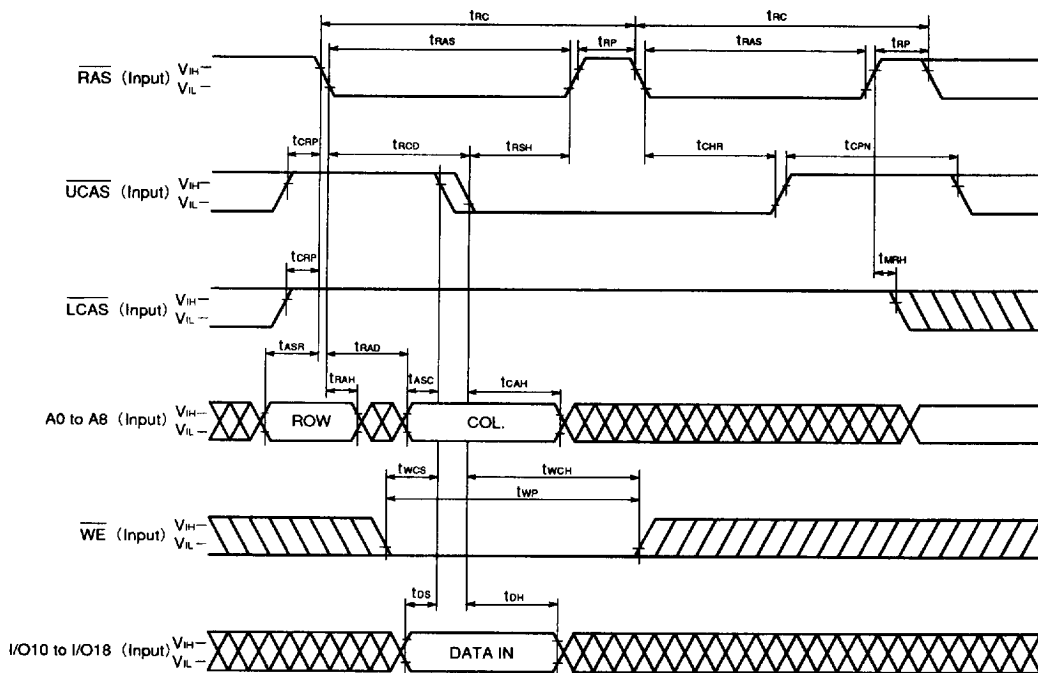 tRC tRC
tRAS tRP tRAS tRP
RAS (Input) VIH
VIL
tCRP tRCD tRSH tCHR tCPN
UCAS (Input) VIH
VIL
tCRP tMRH
LCAS (Input) VIH
VIL
tASR tRAD
tRAH tASC tCAH
A0 to A8 (Input) VIH
VIL
ROW COL.
tWCS tWCH
tWP
WE (Input) VIH
VIL
tDS tDH
I/O10 to I/O18 (Input) VIH
VIL
DATA IN